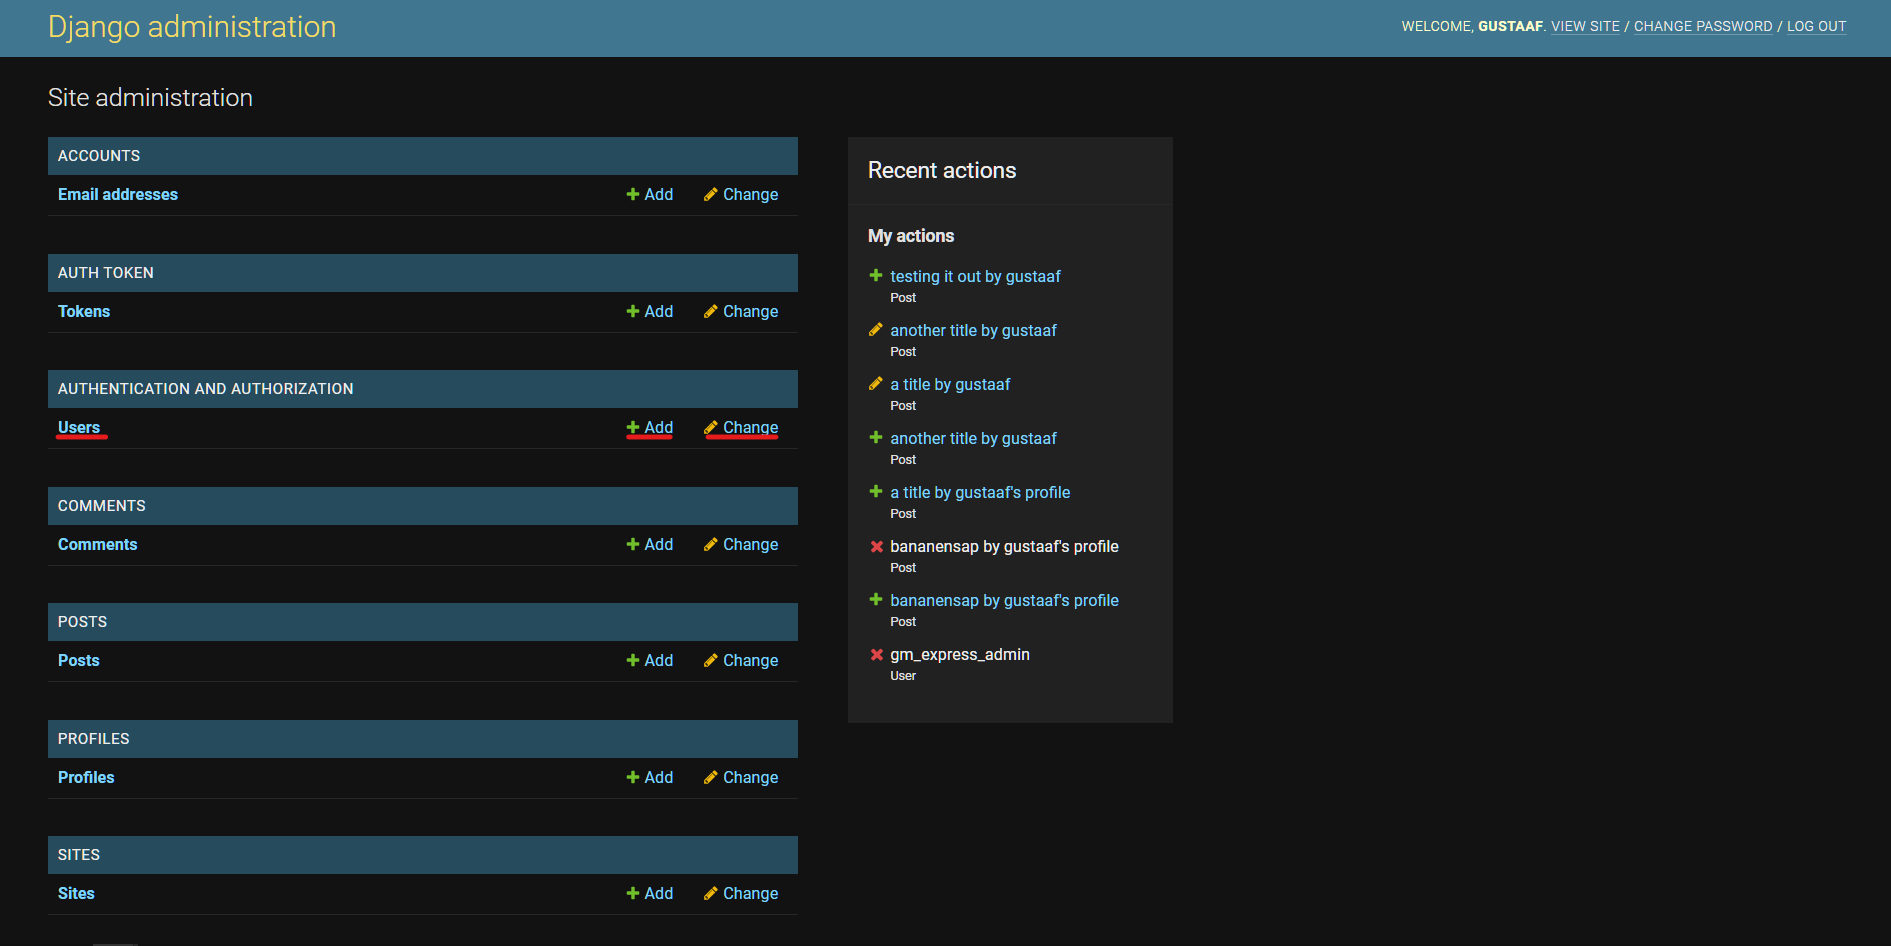 Django administration
WELCOME, GUSTAAF. VIEW SITE / CHANGE PASSWORD / LOG OUT
Site administration
ACCOUNTS
Email addresses Add Change
AUTH TOKEN
Tokens Add Change
AUTHENTICATION AND AUTHORIZATION
Users Add Change
COMMENTS
Comments Add Change
POSTS
Posts Add Change
PROFILES
Profiles Add Change
SITES
Sites Add Change
Recent actions
My actions
testing it out by gustaaf
Post
another title by gustaaf
Post
a title by gustaaf
Post
another title by gustaaf
Post
a title by gustaaf's profile
Post
bananensap by gustaaf's profile
Post
bananensap by gustaaf's profile
Post
gm_express_admin
User